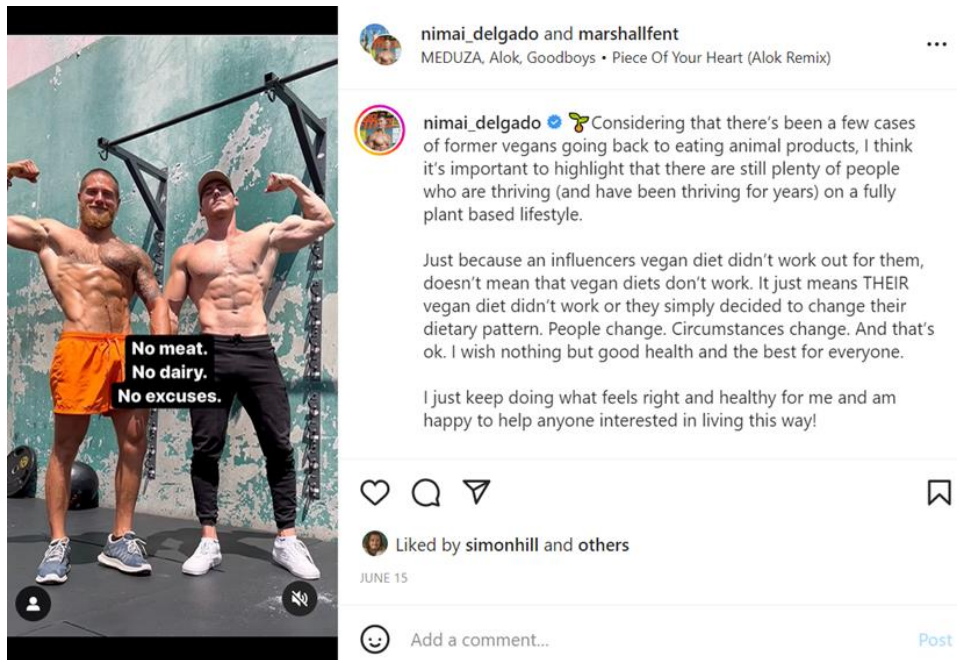 nimai_delgado and marshallfent
MEDUZA, Alok, Goodboys • Piece Of Your Heart (Alok Remix)
nimai_delgado Considering that there's been a few cases
of former vegans going back to eating animal products, I think
it's important to highlight that there are still plenty of people
who are thriving (and have been thriving for years) on a fully
plant based lifestyle.
Just because an influencers vegan diet didn't work out for them,
doesn't mean that vegan diets don't work. It just means THEIR
vegan diet didn't work or they simply decided to change their
dietary pattern. People change. Circumstances change. And that's
ok. I wish nothing but good health and the best for everyone.
I just keep doing what feels right and healthy for me and am
happy to help anyone interested in living this way!
No meat.
No dairy.
No excuses.
Liked by simonhill and others
JUNE 15
Add a comment...
Post